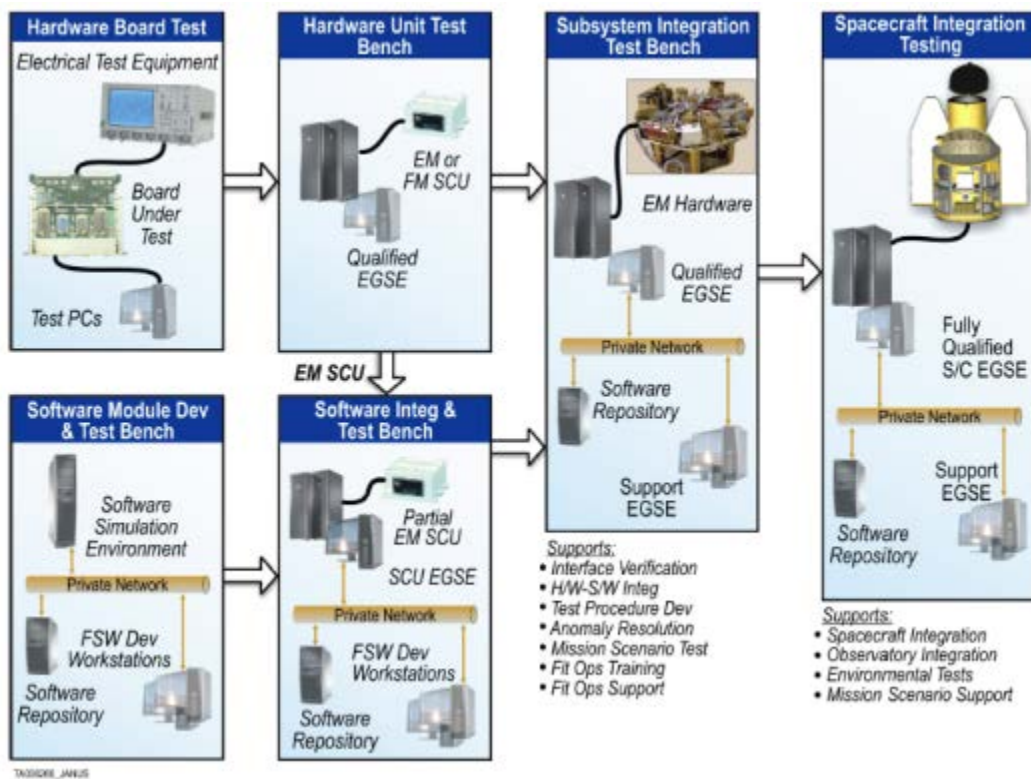 Hardware Board Test
Electrical Test Equipment
Board
Under
Test
Test PCs
Hardware Unit Test
Bench
EM or
FM SCU
Qualified
EGSE
EM SCU
Subsystem Integration
Test Bench
EM Hardware
Qualified
EGSE
Private Network
Software
Repository
Support
EGSE
Supports:
• Interface Verification
• H/W-S/W Integ
• Test Procedure Dev
• Anomaly Resolution
• Mission Scenario Test
• Flt Ops Training
• Flt Ops Support
Spacecraft Integration
Testing
Fully
Qualified
S/C EGSE
Private Network
Support
EGSE
Software
Repository
Supports:
• Spacecraft Integration
• Observatory Integration
• Environmental Tests
• Mission Scenario Support
Software Module Dev
& Test Bench
Software
Simulation
Environment
Private Network
FSW Dev
Workstations
Software
Repository
Software Integ &
Test Bench
Partial
EM SCU
SCU EGSE
Private Network
FSW Dev
Workstations
Software
Repository